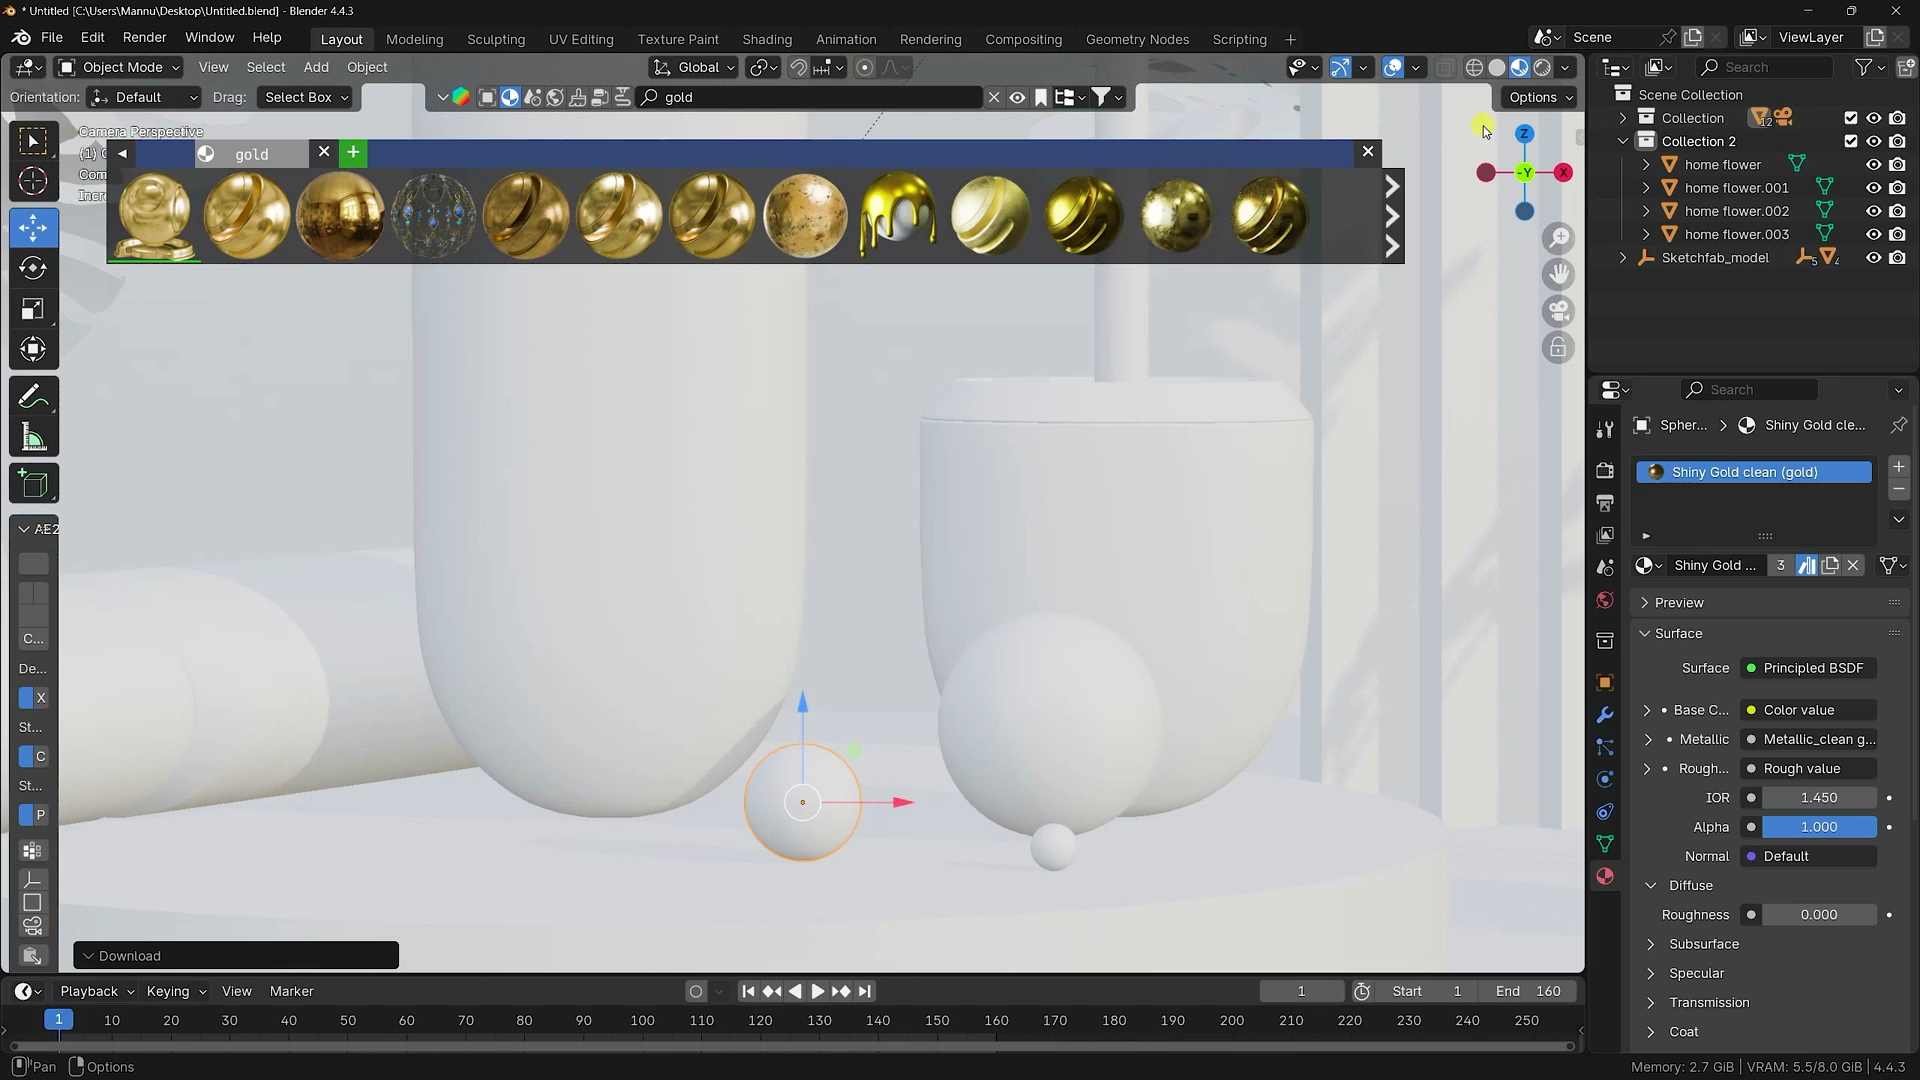 * Untitled [C:\Users\Mannu\Desktop\Untitled.blend] - Blender 4.4.3
File Edit Render Window Help
Layout Modeling Sculpting UV Editing Texture Paint Shading Animation Rendering Compositing Geometry Nodes Scripting
Scene
ViewLayer
Object Mode View Select Add Object
Global
Search
Orientation: Default Drag: Select Box
gold
Options
Scene Collection
Collection 12
Collection 2
home flower
home flower.001
home flower.002
home flower.003
Sketchfab_model 5 4
Camera Perspective
gold
Z
-Y
X
Search
Spher... Shiny Gold cle...
Shiny Gold clean (gold)
Shiny Gold ... 3
Preview
Surface
Surface Principled BSDF
Base C... Color value
Metallic Metallic_clean g...
Rough... Rough value
IOR 1.450
Alpha 1.000
Normal Default
Diffuse
Roughness 0.000
Subsurface
Specular
Transmission
Coat
C...
De...
X
St...
C
St...
P
Download
Playback Keying View Marker
1
Start 1
End 160
1 10 20 30 40 50 60 70 80 90 100 110 120 130 140 150 160 170 180 190 200 210 220 230 240 250
Pan Options
Memory: 2.7 GiB | VRAM: 5.5/8.0 GiB | 4.4.3